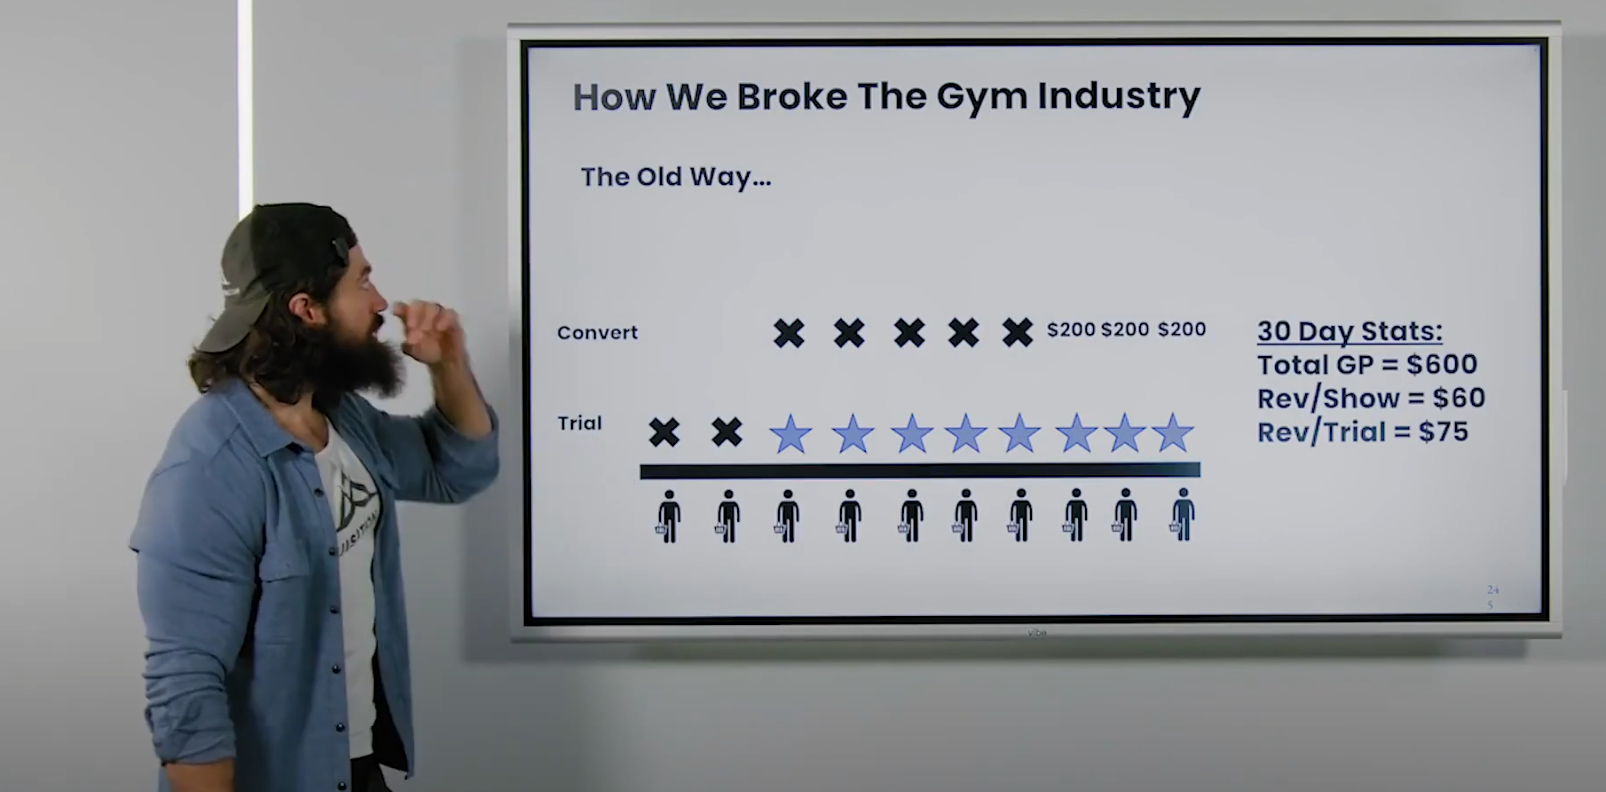 How We Broke The Gym Industry
The Old Way...
Convert
$200 $200 $200
30 Day Stats:
Total GP = $600
Rev/Show = $60
Rev/Trial = $75
Trial
24
5
vibe